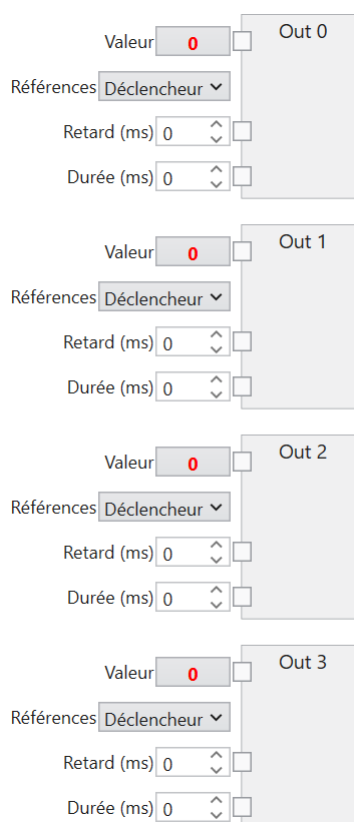 Valeur 0 Out 0
Références Déclencheur
Retard (ms) 0
Durée (ms) 0
Valeur 0 Out 1
Références Déclencheur
Retard (ms) 0
Durée (ms) 0
Valeur 0 Out 2
Références Déclencheur
Retard (ms) 0
Durée (ms) 0
Valeur 0 Out 3
Références Déclencheur
Retard (ms) 0
Durée (ms) 0